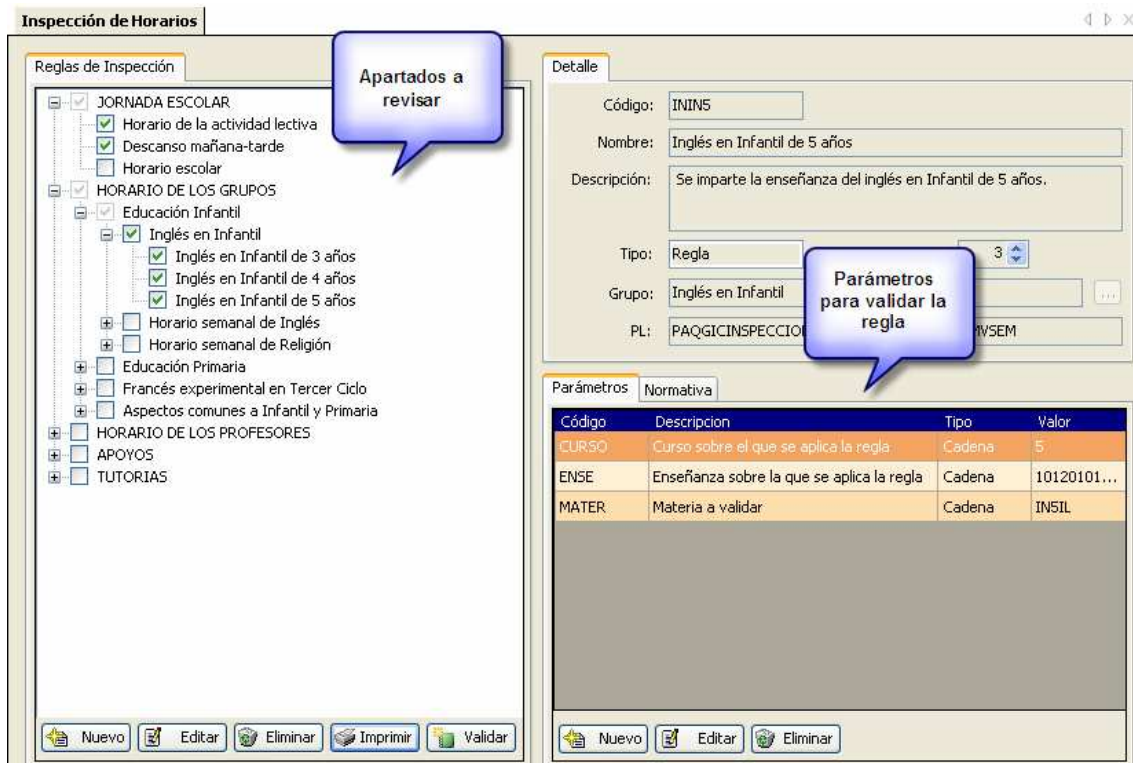 Inspección de Horarios
Reglas de Inspección
Apartados a
revisar
JORNADA ESCOLAR
Horario de la actividad lectiva
Descanso mañana-tarde
Horario escolar
HORARIO DE LOS GRUPOS
Educación Infantil
Inglés en Infantil
Inglés en Infantil de 3 años
Inglés en Infantil de 4 años
Inglés en Infantil de 5 años
Horario semanal de Inglés
Horario semanal de Religión
Educación Primaria
Francés experimental en Tercer Ciclo
Aspectos comunes a Infantil y Primaria
HORARIO DE LOS PROFESORES
APOYOS
TUTORIAS
Nuevo Editar Eliminar Imprimir Validar
Detalle
Código: ININ5
Nombre: Inglés en Infantil de 5 años
Descripción: Se imparte la enseñanza del inglés en Infantil de 5 años.
Tipo: Regla 3
Grupo: Inglés en Infantil ...
PL:
Parámetros
para validar la
regla
Parámetros Normativa
Código Descripcion Tipo Valor
CURSO Curso sobre el que se aplica la regla Cadena 5
ENSE Enseñanza sobre la que se aplica la regla Cadena 10120101...
MATER Materia a validar Cadena IN5IL
Nuevo Editar Eliminar